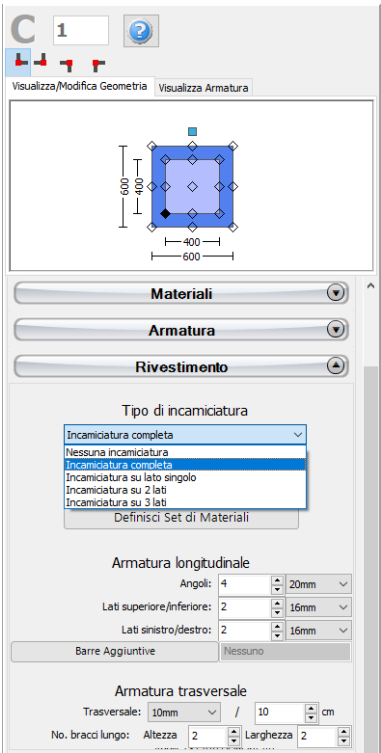 C 1 ?
Visualizza/Modifica Geometria Visualizza Armatura
600
400
400
600
Materiali
Armatura
Rivestimento
Tipo di incamiciatura
Incamiciatura completa
Nessuna incamiciatura
Incamiciatura completa
Incamiciatura su lato singolo
Incamiciatura su 2 lati
Incamiciatura su 3 lati
Definisci Set di Materiali
Armatura longitudinale
Angoli: 4 20mm
Lati superiore/inferiore: 2 16mm
Lati sinistro/destro: 2 16mm
Barre Aggiuntive Nessuno
Armatura trasversale
Trasversale: 10mm / 10 cm
No. bracci lungo: Altezza 2 Larghezza 2